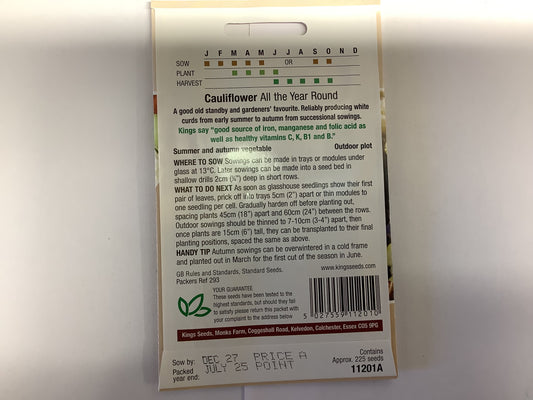 J F M A M J J A S O N D
SOW OR
PLANT
HARVEST
Cauliflower All the Year Round
A good old standby and gardeners' favourite. Reliably producing white
curds from early summer to autumn from successional sowings.
Kings say "good source of iron, manganese and folic acid as
well as healthy vitamins C, K, B1 and B."
Summer and autumn vegetable Outdoor plot
WHERE TO SOW Sowings can be made in trays or modules under
glass at 13°C. Later sowings can be made into a seed bed in
shallow drills 2cm (¾") deep in short rows.
WHAT TO DO NEXT As soon as glasshouse seedlings show their first
pair of leaves, prick off into trays 5cm (2") apart or thin modules to
one seedling per cell. Gradually harden off before planting out,
spacing plants 45cm (18") apart and 60cm (24") between the rows.
Outdoor sowings should be thinned to 7-10cm (3-4") apart, then
once plants are 15cm (6") tall, they can be transplanted to their final
planting positions, spaced the same as above.
HANDY TIP Autumn sowings can be overwintered in a cold frame
and planted out in March for the first cut of the season in June.
GB Rules and Standards, Standard Seeds.
Packers Ref 293
www.kingsseeds.com
YOUR GUARANTEE
These seeds have been tested to the
highest standards, but should they fail
to satisfy please return this packet with
your complaint to the address below
5 027559 112010
Kings Seeds, Monks Farm, Coggeshall Road, Kelvedon, Colchester, Essex CO5 9PG
Sow by: DEC 27 PRICE A
Packed
year end: JULY 25 POINT
Contains
Approx. 225 seeds
11201A